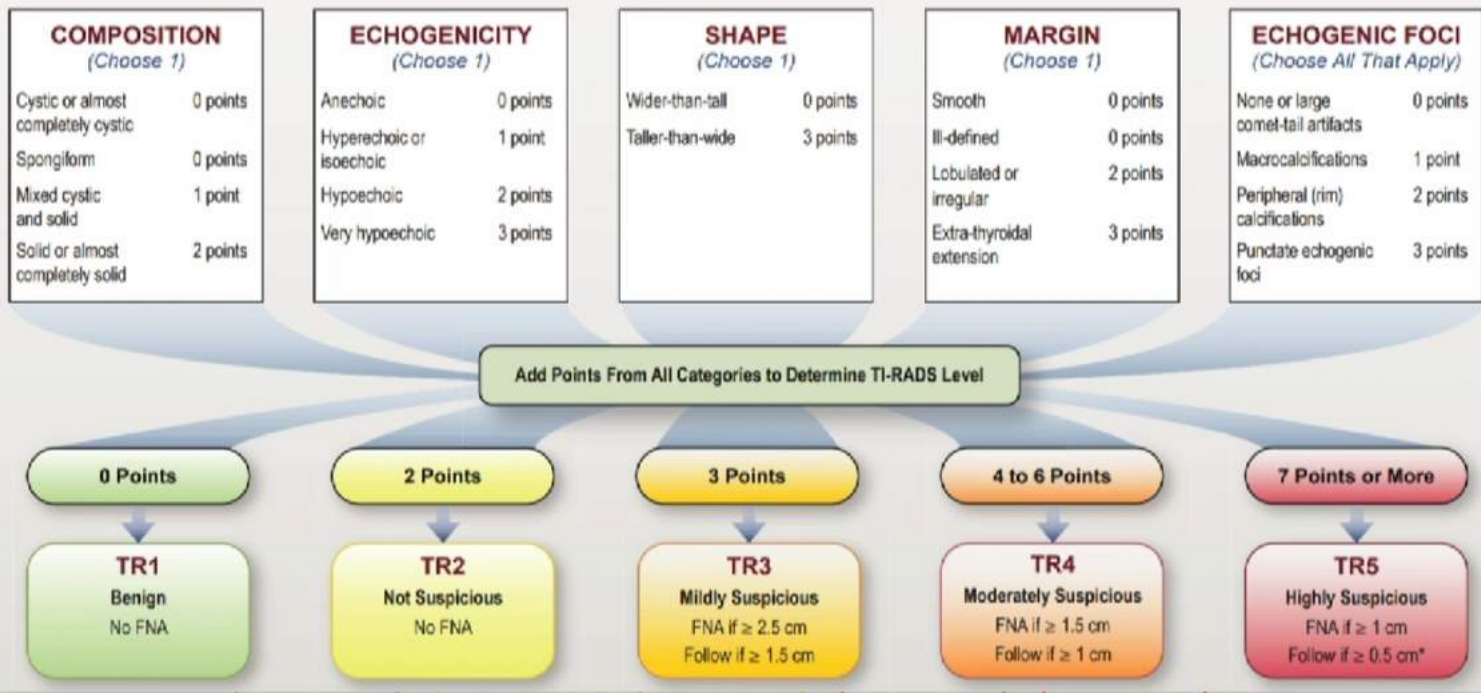 COMPOSITION
(Choose 1)
Cystic or almost completely cystic 0 points
Spongiform 0 points
Mixed cystic and solid 1 point
Solid or almost completely solid 2 points
ECHOGENICITY
(Choose 1)
Anechoic 0 points
Hyperechoic or isoechoic 1 point
Hypoechoic 2 points
Very hypoechoic 3 points
SHAPE
(Choose 1)
Wider-than-tall 0 points
Taller-than-wide 3 points
MARGIN
(Choose 1)
Smooth 0 points
Ill-defined 0 points
Lobulated or irregular 2 points
Extra-thyroidal extension 3 points
ECHOGENIC FOCI
(Choose All That Apply)
None or large comet-tail artifacts 0 points
Macrocalcifications 1 point
Peripheral (rim) calcifications 2 points
Punctate echogenic foci 3 points
Add Points From All Categories to Determine TI-RADS Level
0 Points
2 Points
3 Points
4 to 6 Points
7 Points or More
TR1
Benign
No FNA
TR2
Not Suspicious
No FNA
TR3
Mildly Suspicious
FNA if ≥ 2.5 cm
Follow if ≥ 1.5 cm
TR4
Moderately Suspicious
FNA if ≥ 1.5 cm
Follow if ≥ 1 cm
TR5
Highly Suspicious
FNA if ≥ 1 cm
Follow if ≥ 0.5 cm*